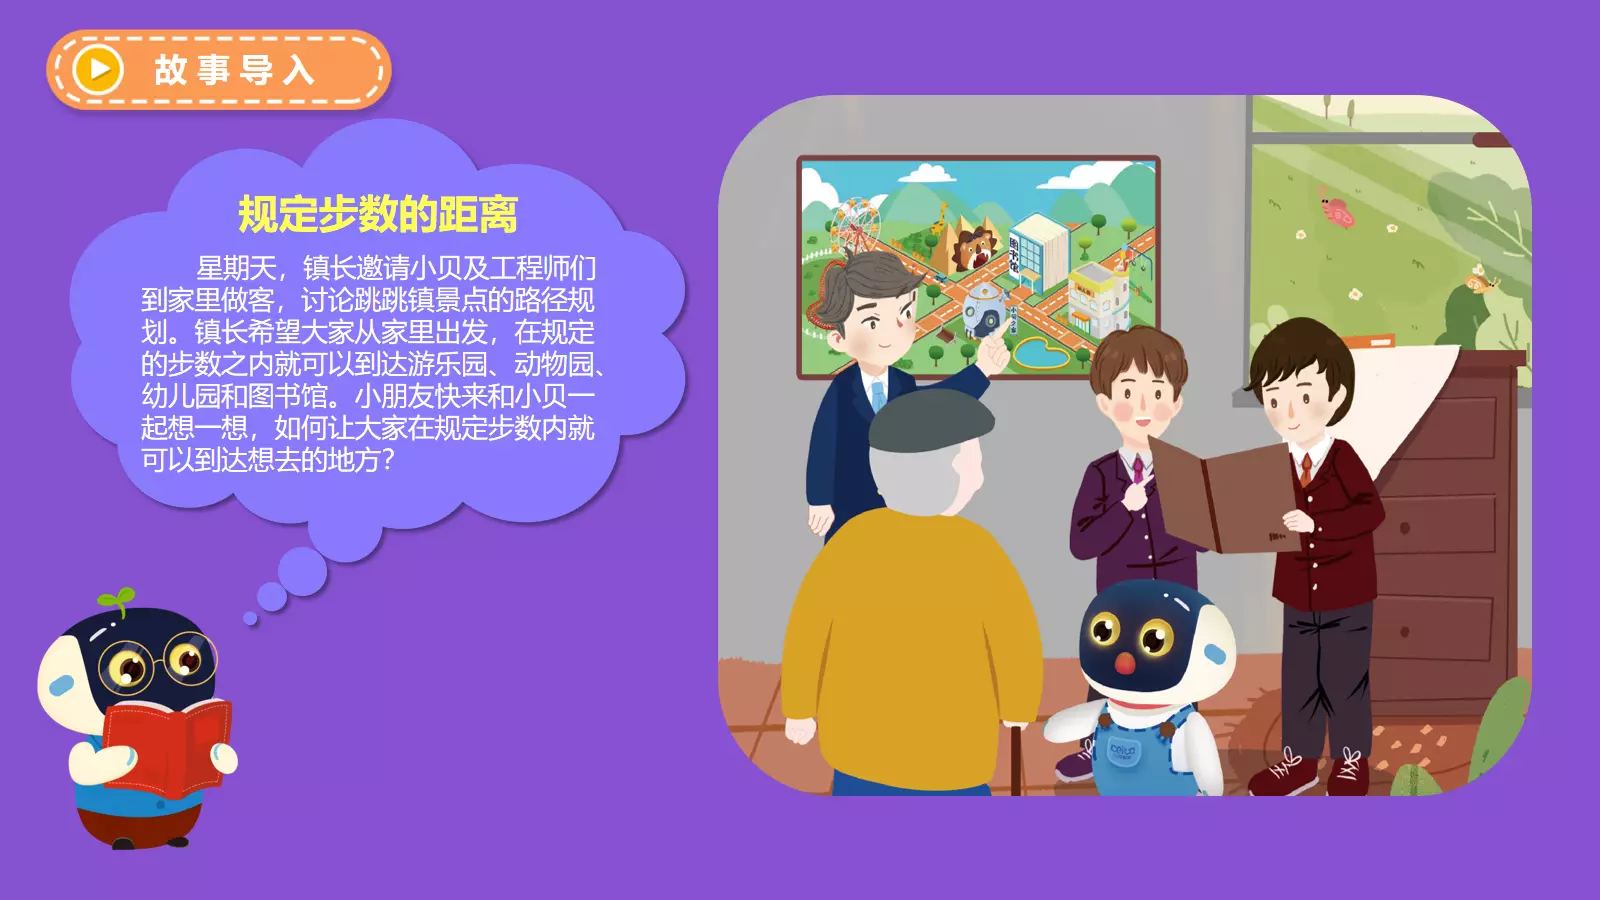 故事导入
规定步数的距离
星期天，镇长邀请小贝及工程师们
到家里做客，讨论跳跳镇景点的路径规
划。镇长希望大家从家里出发，在规定
的步数之内就可以到达游乐园、动物园、
幼儿园和图书馆。小朋友快来和小贝一
起想一想，如何让大家在规定步数内就
可以到达想去的地方？
图书馆